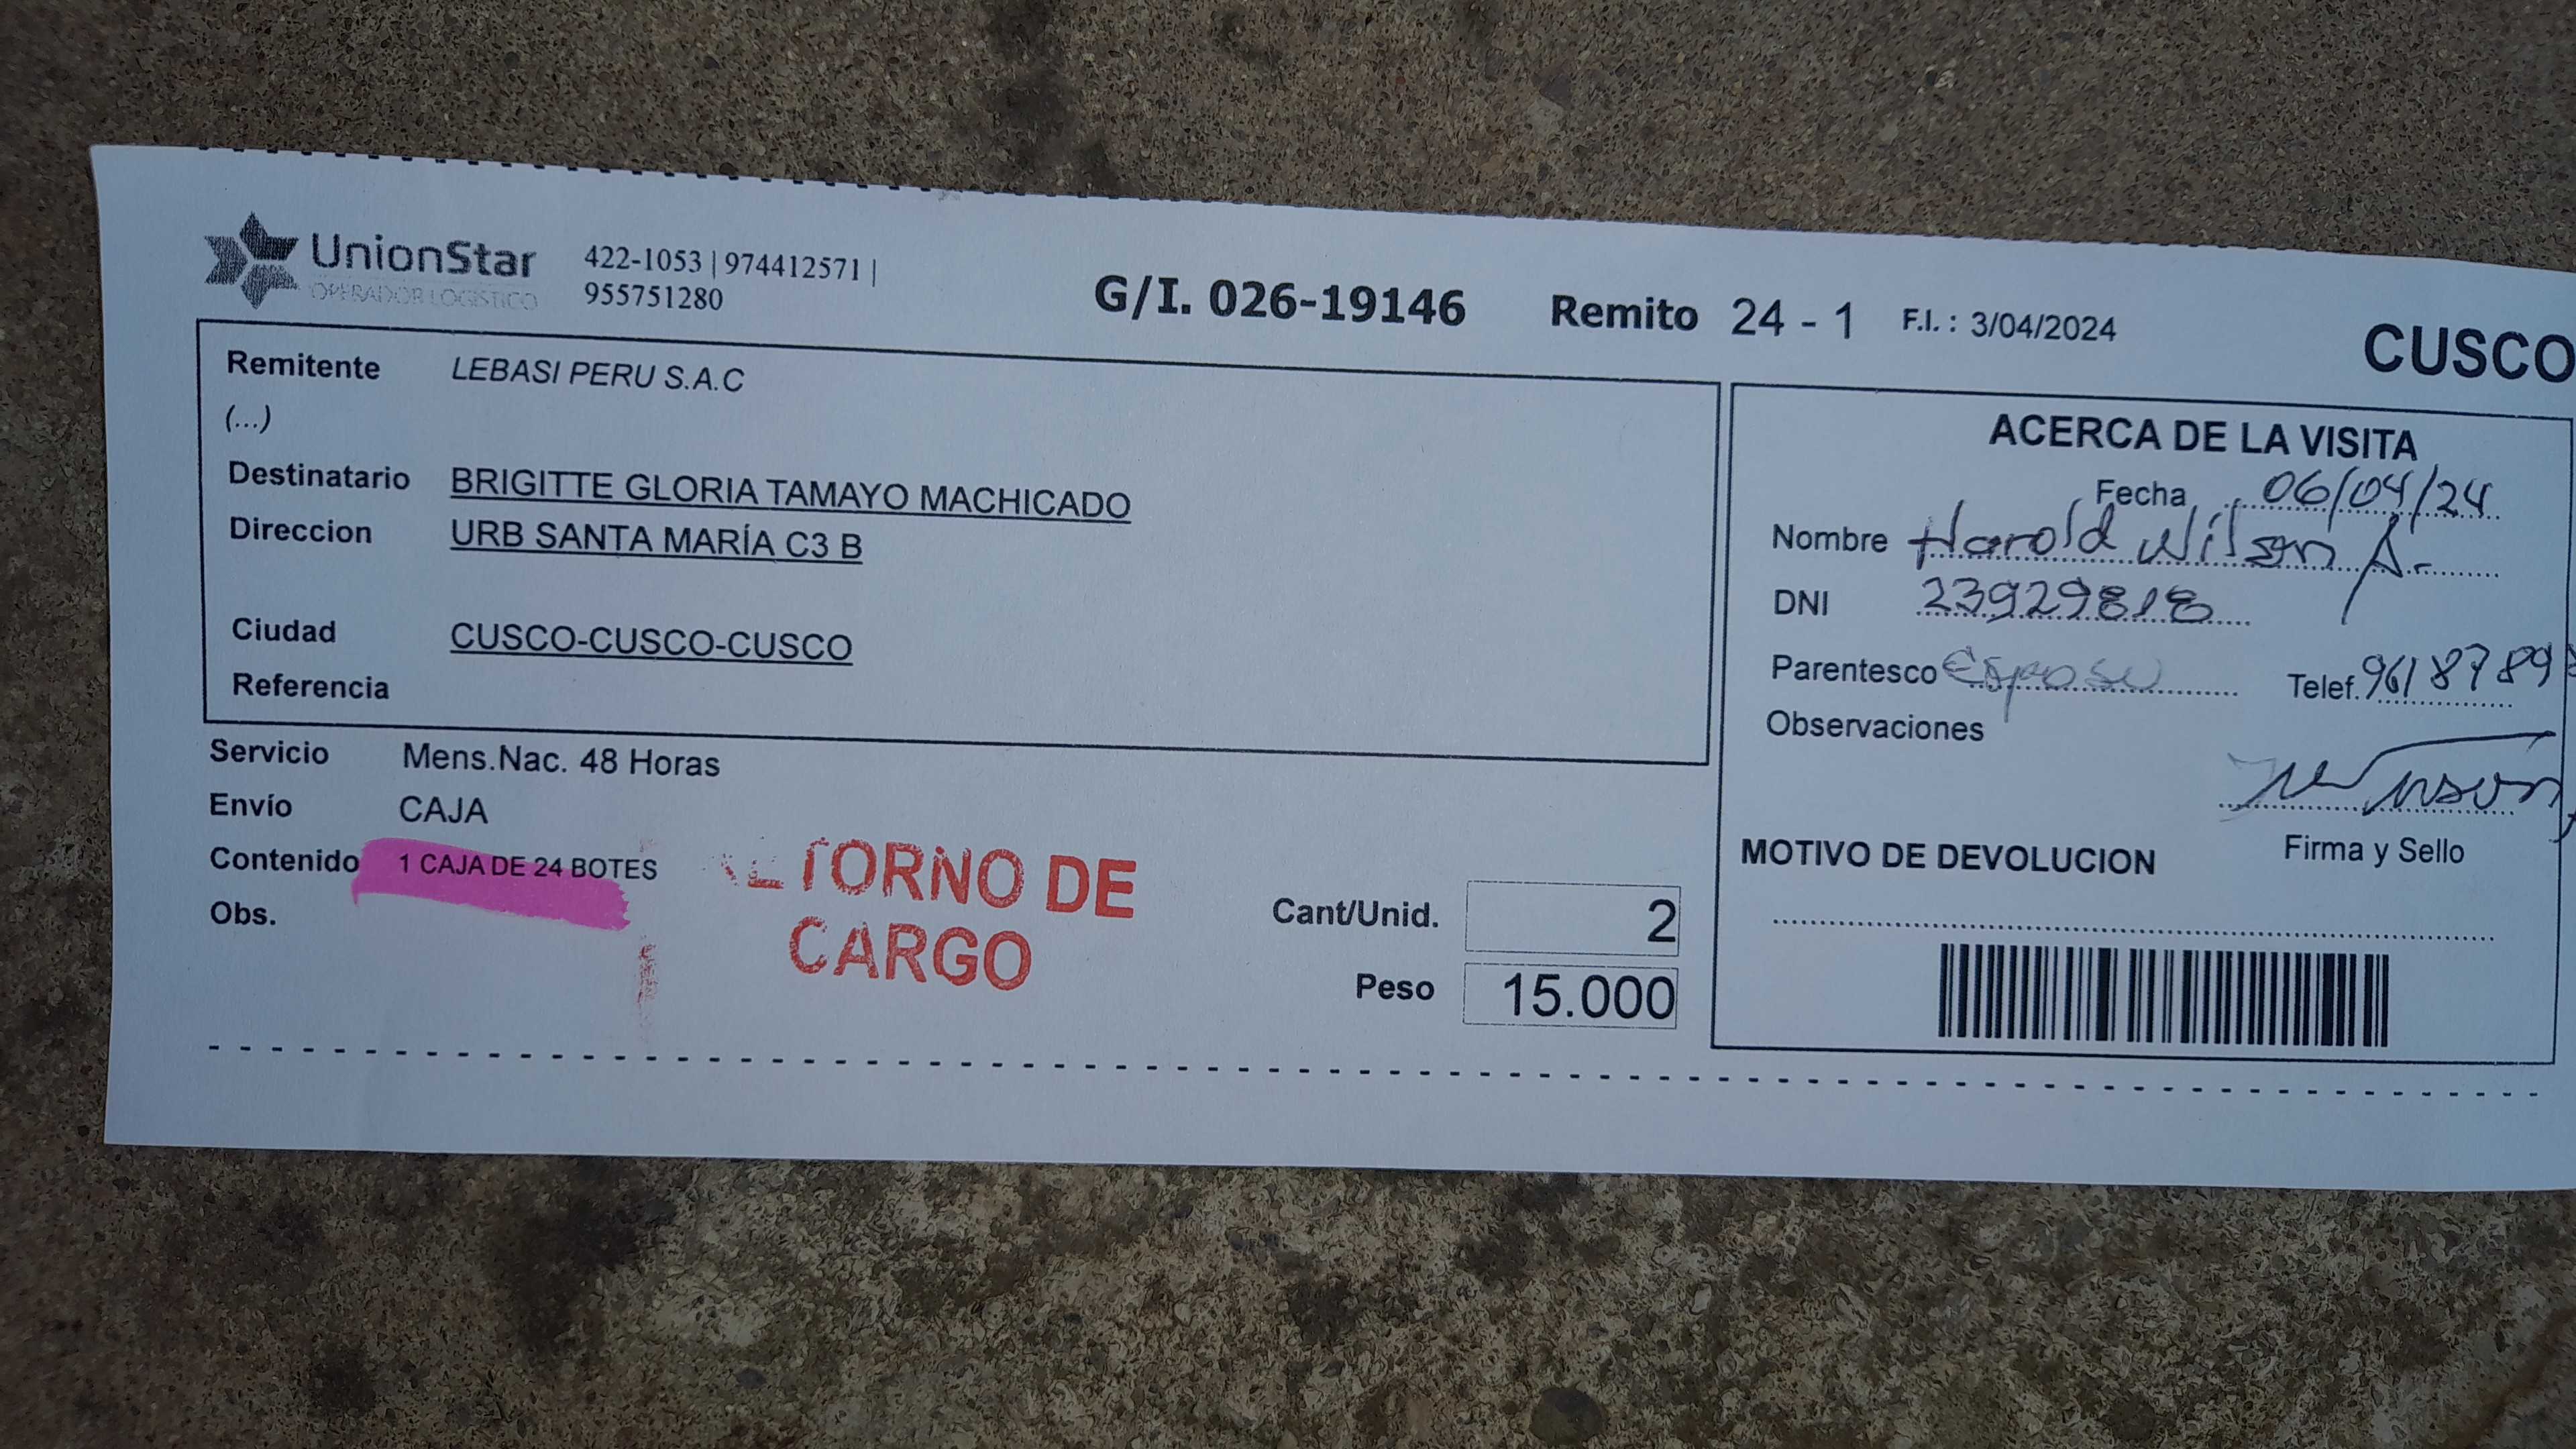 UnionStar
OPERADOR LOGISTICO
422-1053 | 974412571 |
955751280
G/I. 026-19146 Remito 24 - 1 F.I. : 3/04/2024
CUSCO
Remitente LEBASI PERU S.A.C
(...)
Destinatario BRIGITTE GLORIA TAMAYO MACHICADO
Direccion URB SANTA MARÍA C3 B
Ciudad CUSCO-CUSCO-CUSCO
Referencia
Servicio Mens.Nac. 48 Horas
Envío CAJA
Contenido 1 CAJA DE 24 BOTES
Obs.
RETORNO DE
CARGO
Cant/Unid. 2
Peso 15.000
ACERCA DE LA VISITA
Fecha 06/04/24
Nombre Harold Wilson A.
DNI 23929818
Parentesco Esposo Telef. 9618789
Observaciones
Firma y Sello
MOTIVO DE DEVOLUCION